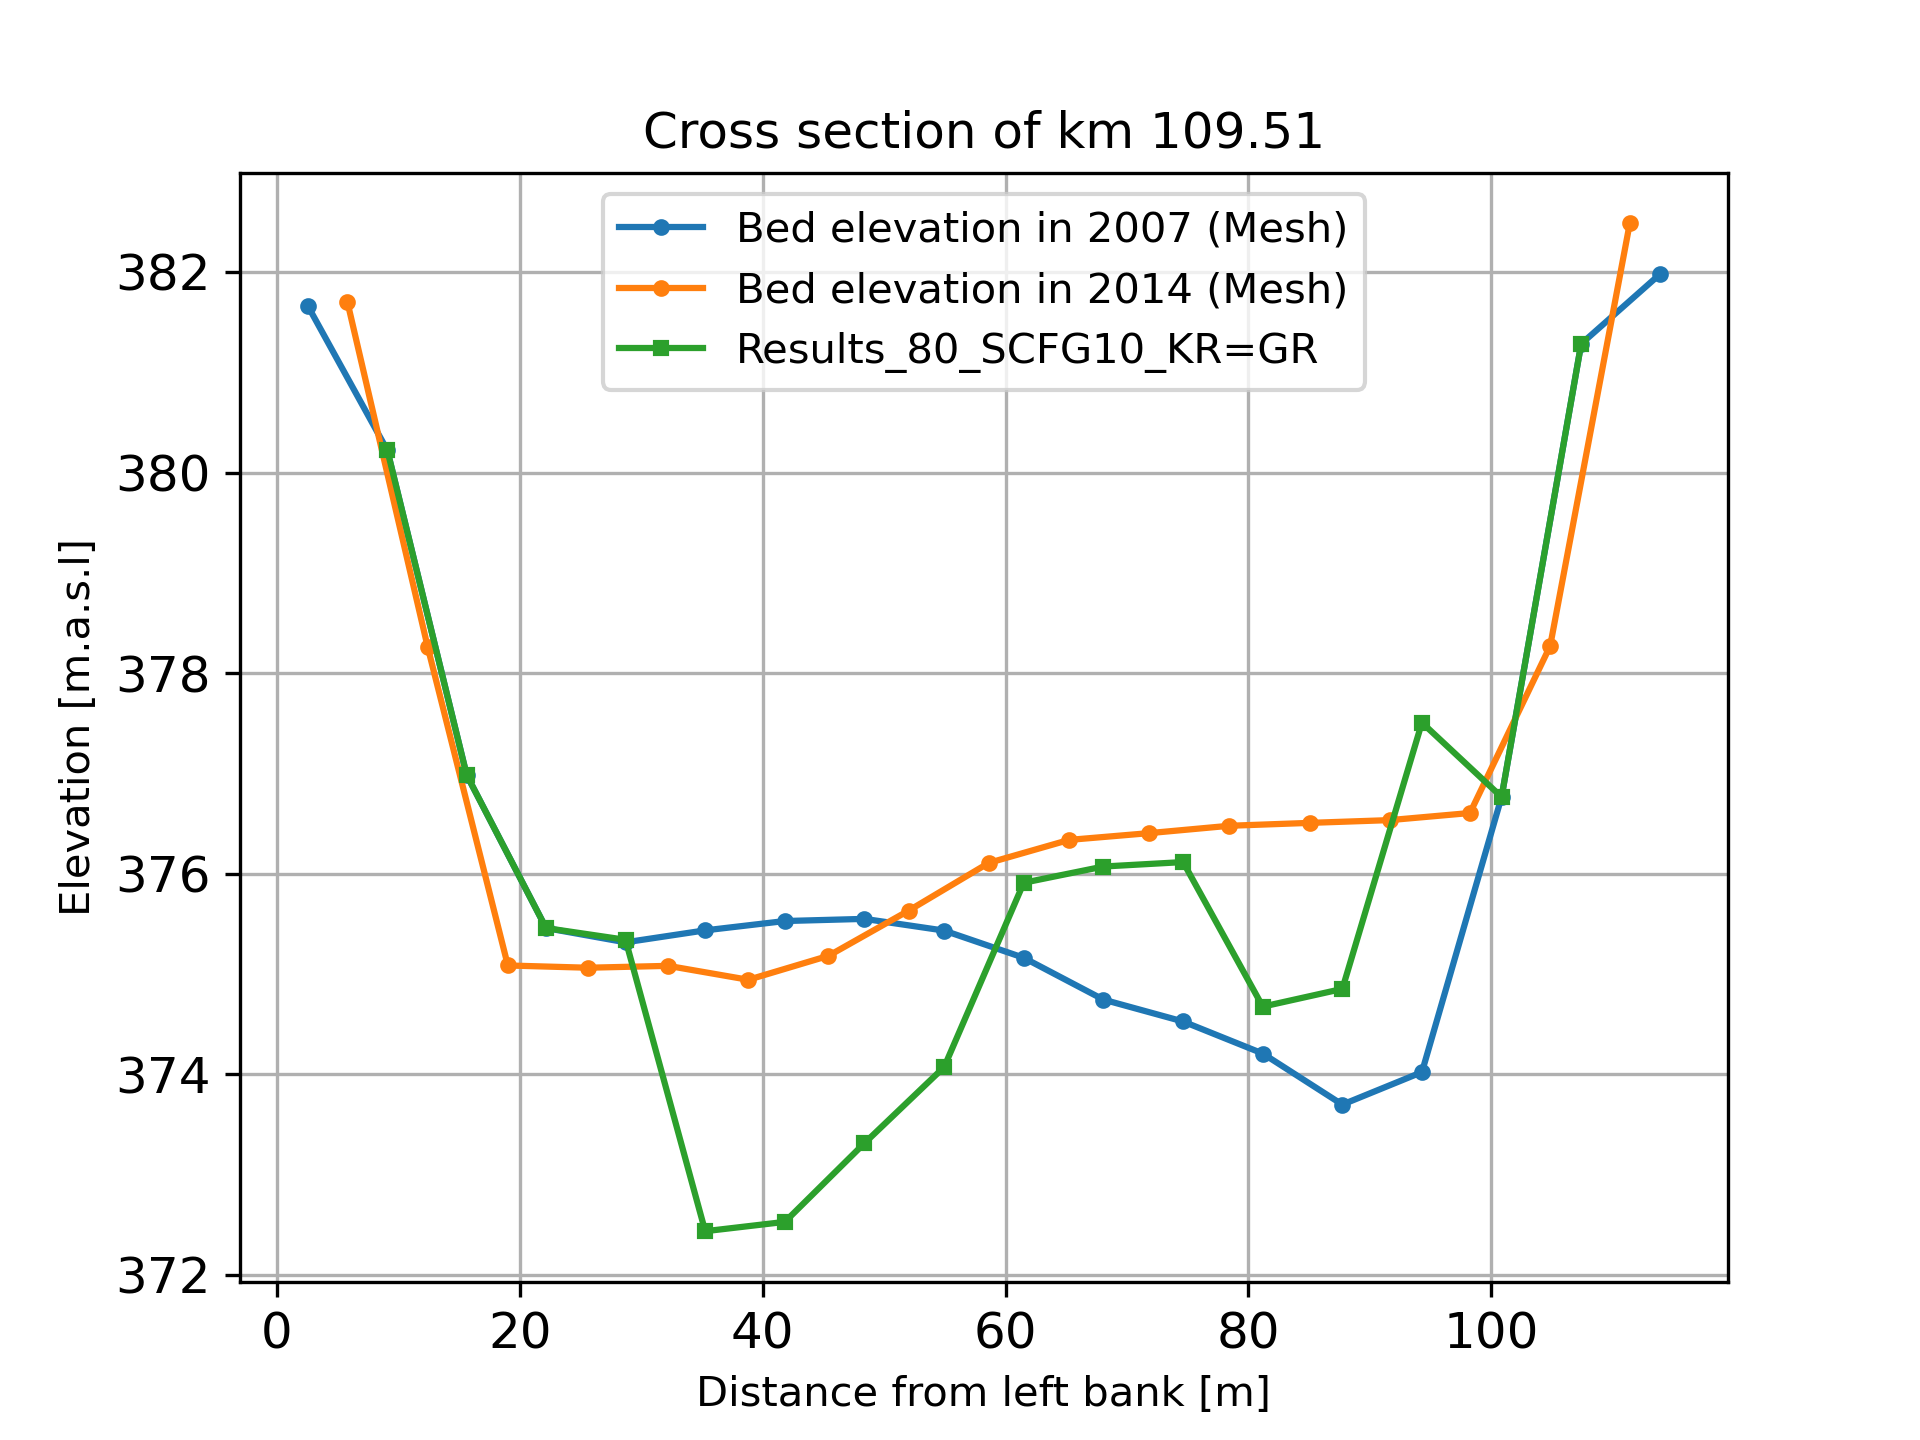 Cross section of km 109.51
Bed elevation in 2007 (Mesh)
Bed elevation in 2014 (Mesh)
Results_80_SCFG10_KR=GR
Elevation [m.a.s.l]
382
380
378
376
374
372
0 20 40 60 80 100
Distance from left bank [m]